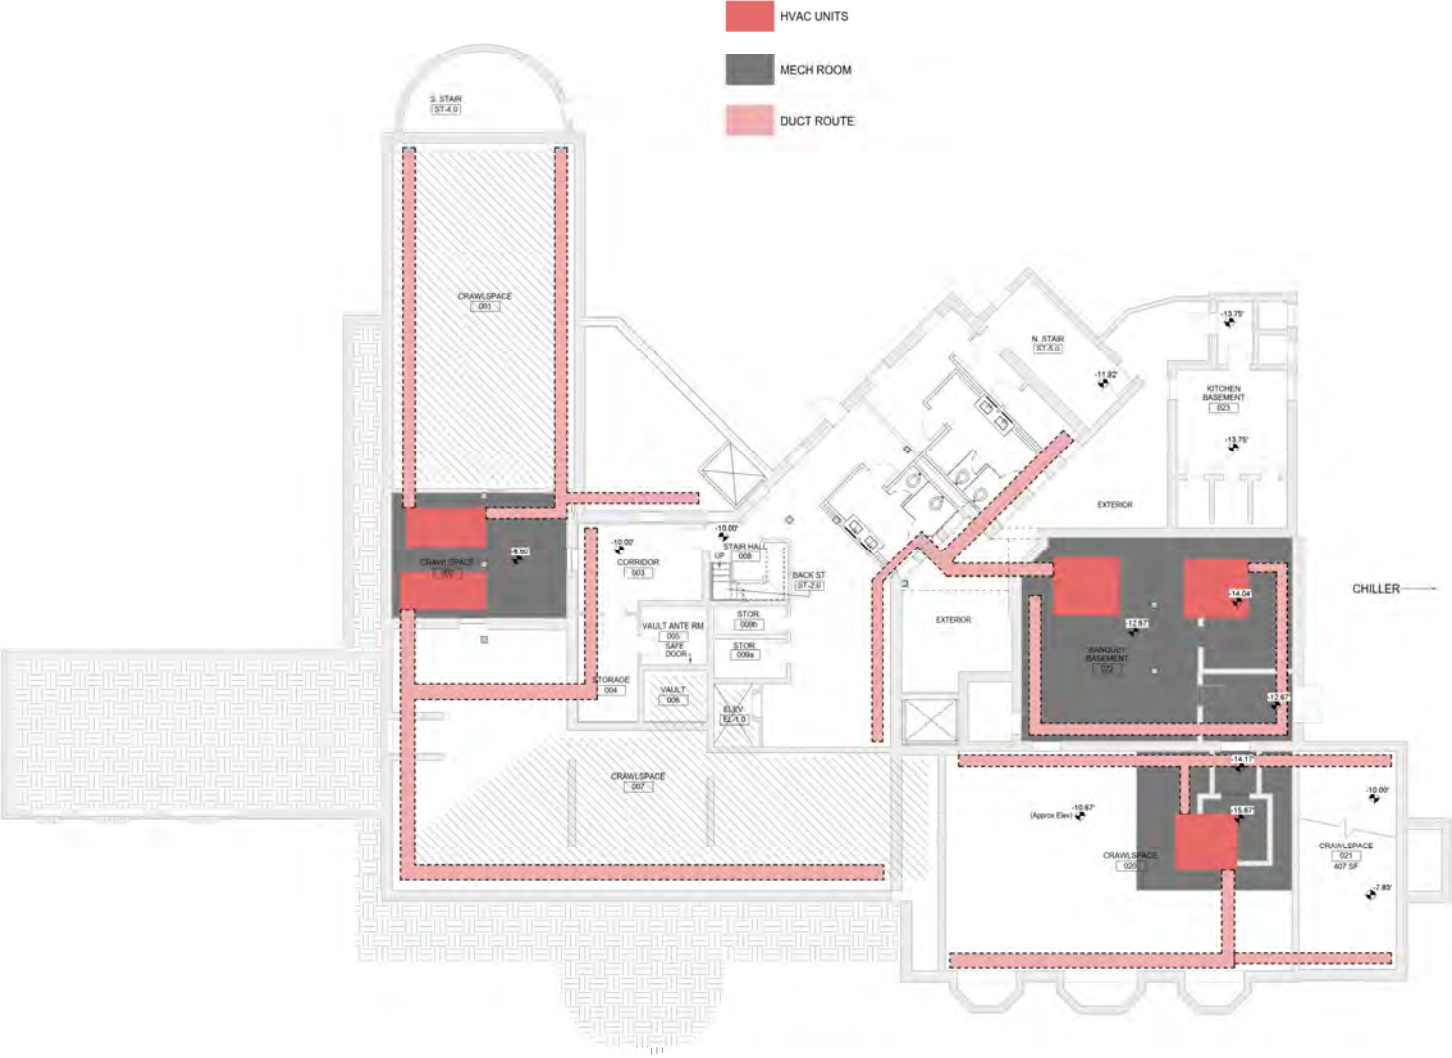 HVAC UNITS
MECH ROOM
DUCT ROUTE
S. STAIR
ST-4.0
CRAWLSPACE
001
N. STAIR
ST-5.0
-11.92'
-13.75'
KITCHEN
BASEMENT
023
-13.75'
EXTERIOR
CRAWLSPACE
-8.50'
-10.00'
CORRIDOR
003
-10.00'
STAIR HALL
008
UP
BACK ST
ST-2.0
STOR.
009b
STOR.
009a
VAULT ANTE RM
005
SAFE
DOOR
STORAGE
004
VAULT
006
ELEV
EL-1.0
EXTERIOR
CHILLER
-14.04'
-12.67'
BANQUET
BASEMENT
022
-12.67'
CRAWLSPACE
007
-14.17'
-10.67'
(Approx Elev)
-15.67'
-10.00'
CRAWLSPACE
020
CRAWLSPACE
021
407 SF
-7.83'